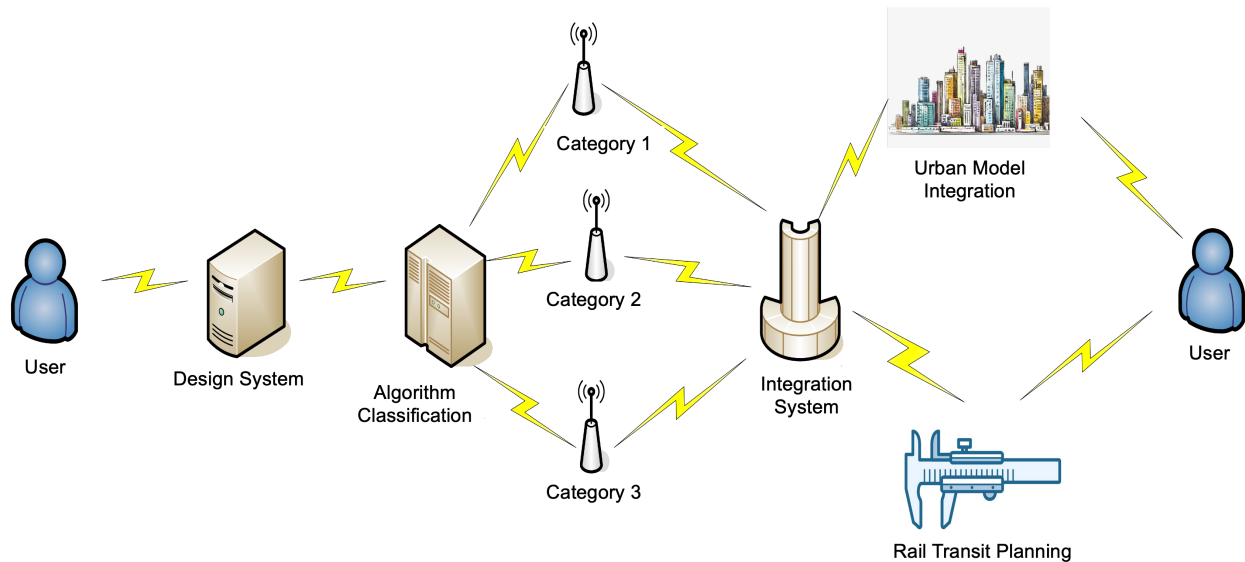 User
Design System
Algorithm
Classification
Category 1
Category 2
Category 3
Integration
System
Urban Model
Integration
Rail Transit Planning
User